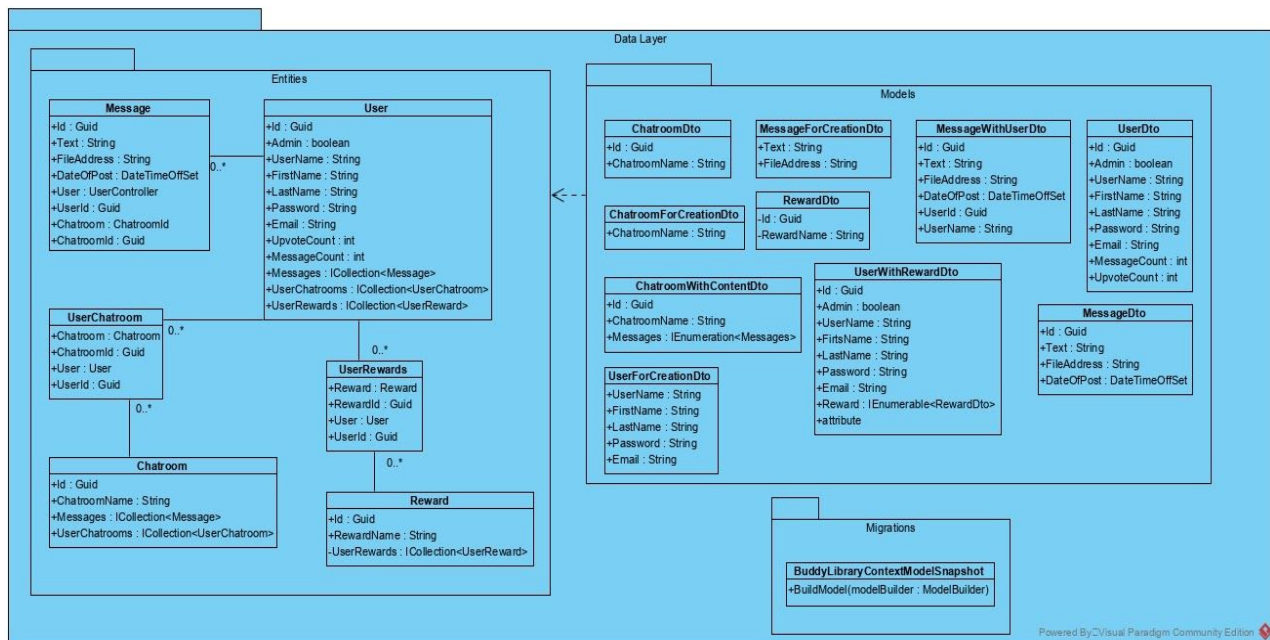 Data Layer
Entities
Message
+Id : Guid
+Text : String
+FileAddress : String
+DateOfPost : DateTimeOffSet
+User : UserController
+UserId : Guid
+Chatroom : ChatroomId
+ChatroomId : Guid
0..*
User
+Id : Guid
+Admin : boolean
+UserName : String
+FirstName : String
+LastName : String
+Password : String
+Email : String
+UpvoteCount : int
+MessageCount : int
+Messages : ICollection<Message>
+UserChatrooms : ICollection<UserChatroom>
+UserRewards : ICollection<UserReward>
UserChatroom
+Chatroom : Chatroom
+ChatroomId : Guid
+User : User
+UserId : Guid
0..*
0..*
0..*
UserRewards
+Reward : Reward
+RewardId : Guid
+User : User
+UserId : Guid
0..*
Chatroom
+Id : Guid
+ChatroomName : String
+Messages : ICollection<Message>
+UserChatrooms : ICollection<UserChatroom>
Reward
+Id : Guid
+RewardName : String
-UserRewards : ICollection<UserReward>
Models
ChatroomDto
+Id : Guid
+ChatroomName : String
MessageForCreationDto
+Text : String
+FileAddress : String
MessageWithUserDto
+Id : Guid
+Text : String
+FileAddress : String
+DateOfPost : DateTimeOffSet
+UserId : Guid
+UserName : String
UserDto
+Id : Guid
+Admin : boolean
+UserName : String
+FirstName : String
+LastName : String
+Password : String
+Email : String
+MessageCount : int
+UpvoteCount : int
ChatroomForCreationDto
+ChatroomName : String
RewardDto
-Id : Guid
-RewardName : String
ChatroomWithContentDto
+Id : Guid
+ChatroomName : String
+Messages : IEnumeration<Messages>
UserWithRewardDto
+Id : Guid
+Admin : boolean
+UserName : String
+FirtsName : String
+LastName : String
+Password : String
+Email : String
+Reward : IEnumerable<RewardDto>
+attribute
MessageDto
+Id : Guid
+Text : String
+FileAddress : String
+DateOfPost : DateTimeOffSet
UserForCreationDto
+UserName : String
+FirstName : String
+LastName : String
+Password : String
+Email : String
Migrations
BuddyLibraryContextModelSnapshot
+BuildModel(modelBuilder : ModelBuilder)
Powered By Visual Paradigm Community Edition